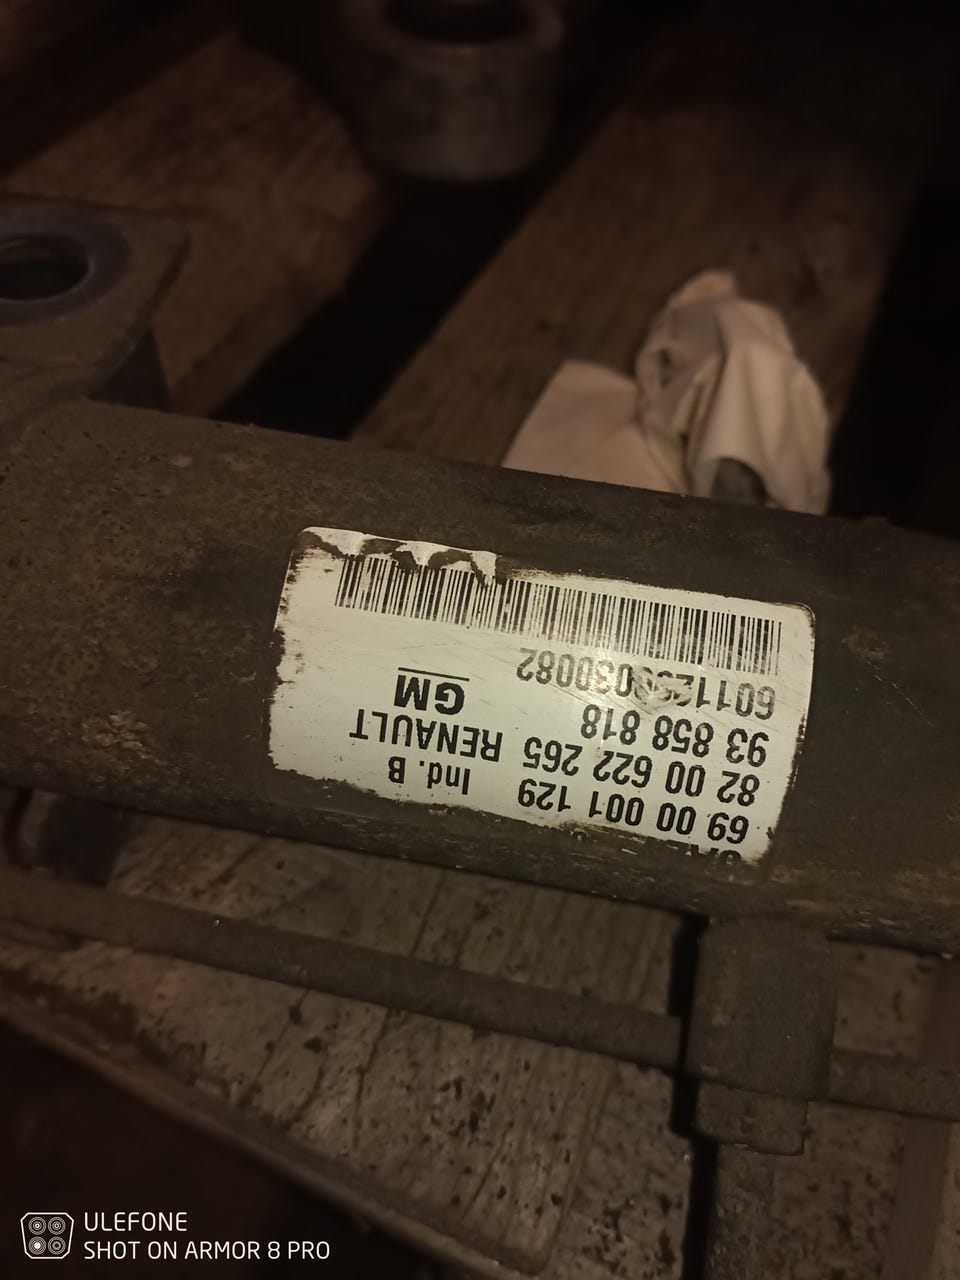 69 00 001 129 Ind. B
82 00 622 265 RENAULT
93 858 818 GM
ULEFONE
SHOT ON ARMOR 8 PRO